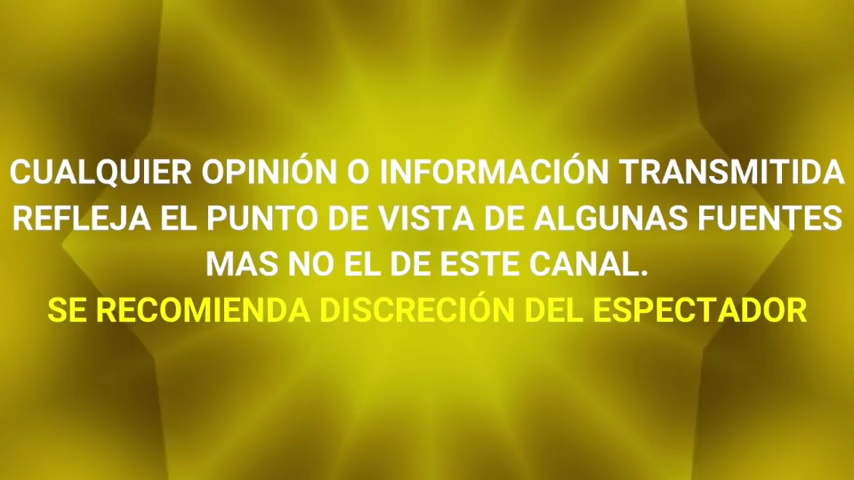 CUALQUIER OPINIÓN O INFORMACIÓN TRANSMITIDA
REFLEJA EL PUNTO DE VISTA DE ALGUNAS FUENTES
MAS NO EL DE ESTE CANAL.
SE RECOMIENDA DISCRECIÓN DEL ESPECTADOR